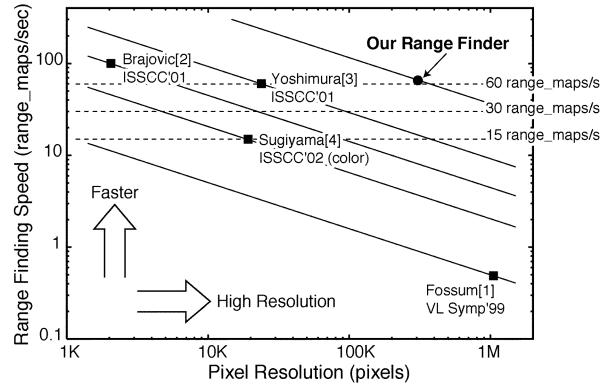 Range Finding Speed (range_maps/sec)
100
10
1
0.1
Brajovic[2]
ISSCC'01
Yoshimura[3]
ISSCC'01
Our Range Finder
60 range_maps/s
30 range_maps/s
15 range_maps/s
Sugiyama[4]
ISSCC'02 (color)
Faster
High Resolution
Fossum[1]
VL Symp'99
1K
10K
100K
1M
Pixel Resolution (pixels)